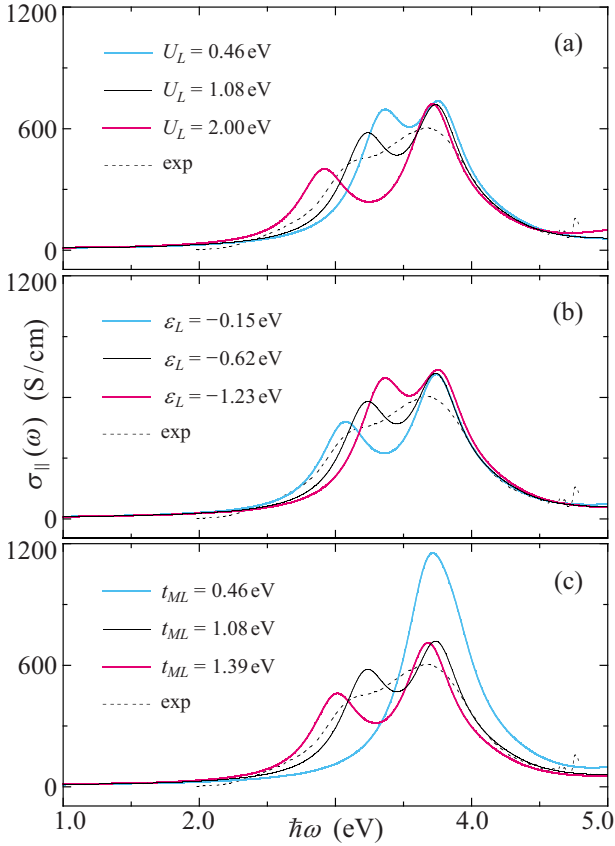 1200
(a)
U_L = 0.46 eV
U_L = 1.08 eV
600
U_L = 2.00 eV
exp
0
1200
(b)
ε_L = −0.15 eV
ε_L = −0.62 eV
ε_L = −1.23 eV
exp
σ_∥(ω) (S/cm)
0
1200
(c)
t_ML = 0.46 eV
t_ML = 1.08 eV
600
t_ML = 1.39 eV
exp
0
1.0 2.0 ℏω (eV) 4.0 5.0